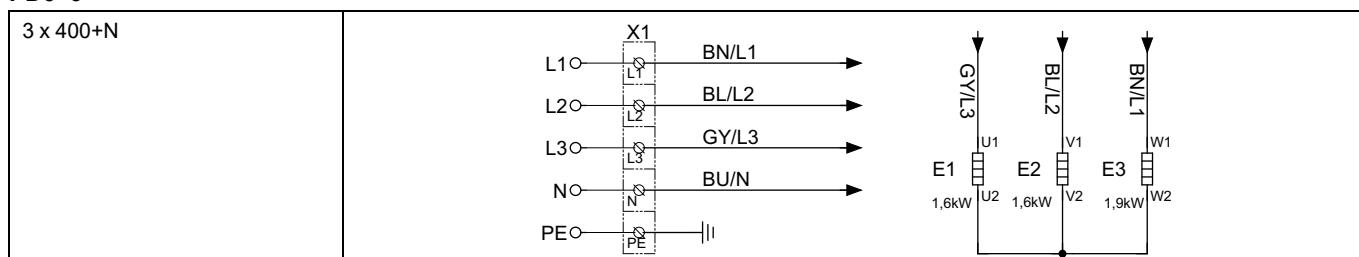 3 x 400+N
X1
L1
L1
BN/L1
L2
L2
BL/L2
L3
L3
GY/L3
N
N
BU/N
PE
PE
GY/L3
BL/L2
BN/L1
U1
V1
W1
E1
E2
E3
1,6kW
U2
1,6kW
V2
1,9kW
W2